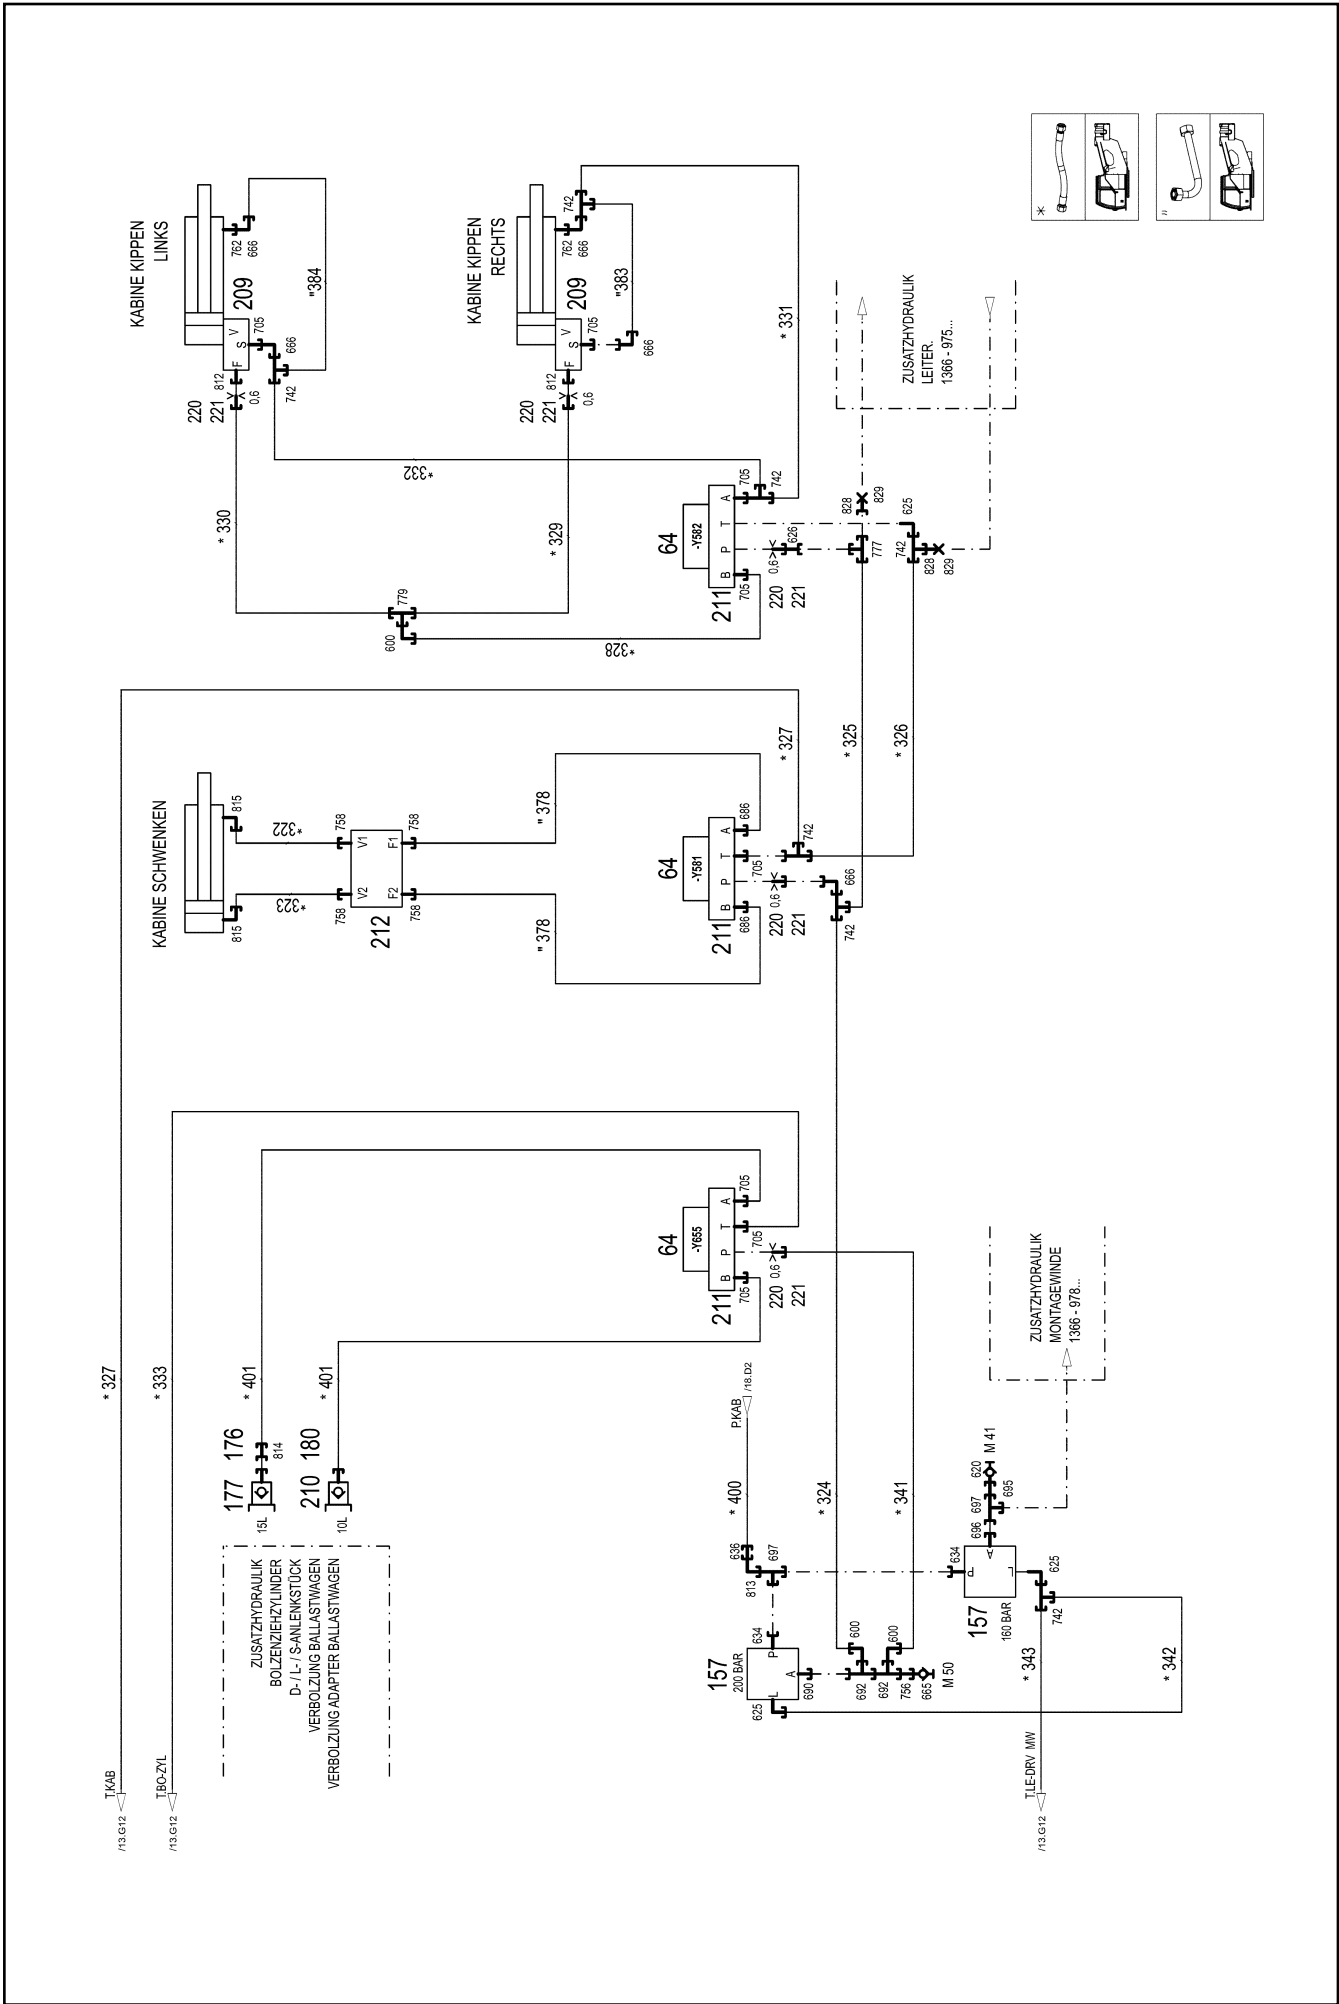 T.KAB
/13.G12
* 327
T.BO-ZYL
/13.G12
* 333
ZUSATZHYDRAULIK
BOLZENZIEHZYLINDER
D- / L- / S-ANLENKSTÜCK
VERBOLZUNG BALLASTWAGEN
VERBOLZUNG ADAPTER BALLASTWAGEN
15L
177
176
814
* 401
10L
210
180
* 401
KABINE SCHWENKEN
815
815
*323
*322
758
758
V2
V1
F2
F1
758
758
212
" 378
" 378
KABINE KIPPEN
LINKS
209
V
S
F
705
762
666
"384
812
666
742
220
221
0,6
* 330
*332
KABINE KIPPEN
RECHTS
209
V
S
F
705
762
666
742
"383
666
812
220
221
0,6
* 329
* 331
779
600
*328
64
-Y655
211
B
P
T
A
705
705
705
220
0,6
221
64
-Y581
211
B
P
T
A
686
705
686
220
0,6
221
742
666
742
* 327
64
-Y582
211
B
P
T
A
705
705
742
220
0,6
626
221
828
829
777
625
742
828
829
* 325
* 326
ZUSATZHYDRAULIK
LEITER.
1366 - 975...
P.KAB
/18.D2
* 400
636
697
813
634
157
200 BAR
P
L
A
625
690
600
600
692
692
756
665
M 50
* 324
* 341
634
157
160 BAR
P
A
L
696
697
620
M 41
695
625
742
ZUSATZHYDRAULIK
MONTAGEWINDE
1366 - 978...
T.LE-DRV MW
/13.G12
* 343
* 342
*
"